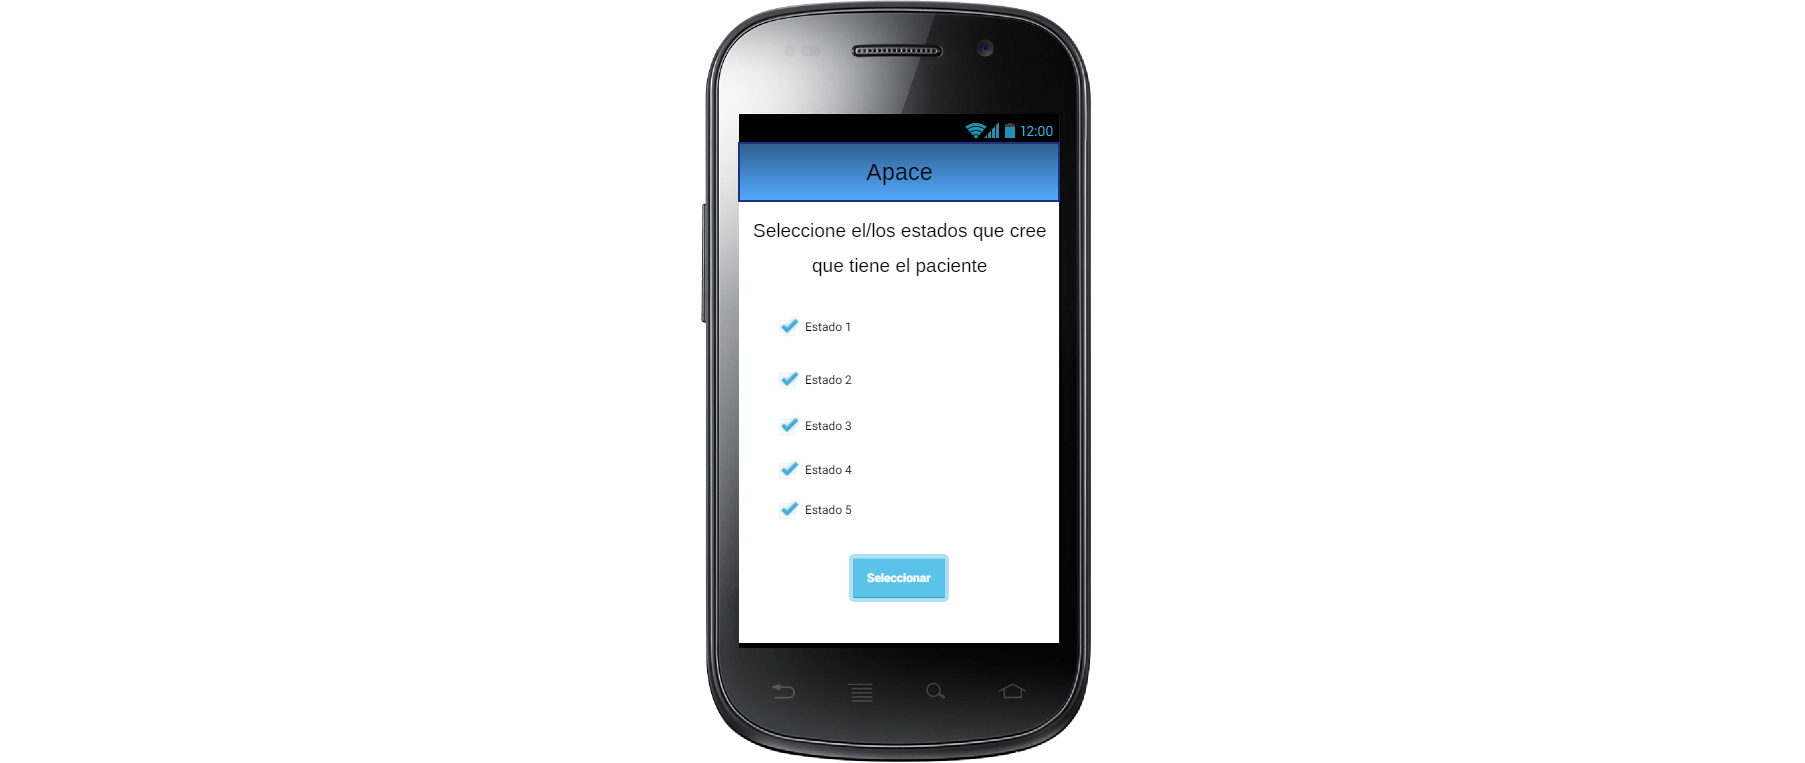 12:00
Apace
Seleccione el/los estados que cree
que tiene el paciente
Estado 1
Estado 2
Estado 3
Estado 4
Estado 5
Seleccionar